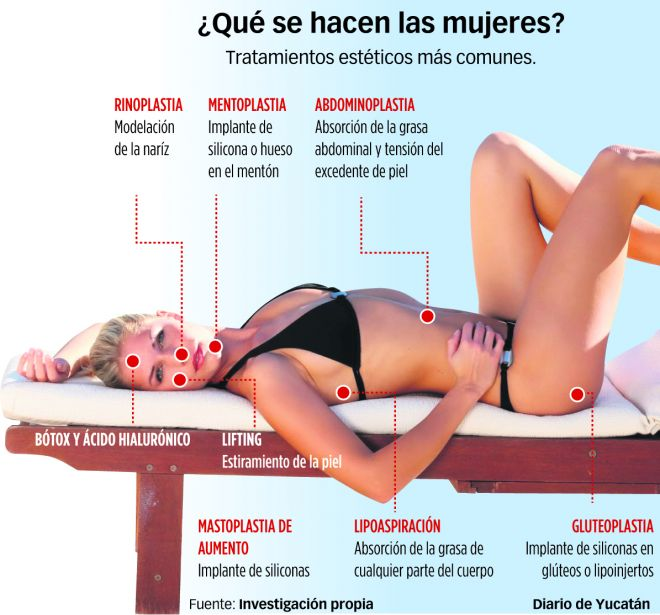 ¿Qué se hacen las mujeres?
Tratamientos estéticos más comunes.
RINOPLASTIA
Modelación
de la naríz
MENTOPLASTIA
Implante de
silicona o hueso
en el mentón
ABDOMINOPLASTIA
Absorción de la grasa
abdominal y tensión del
excedente de piel
BÓTOX Y ÁCIDO HIALURÓNICO
LIFTING
Estiramiento de la piel
MASTOPLASTIA DE
AUMENTO
Implante de siliconas
LIPOASPIRACIÓN
Absorción de la grasa de
cualquier parte del cuerpo
GLUTEOPLASTIA
Implante de siliconas en
glúteos o lipoinjertos
Fuente: Investigación propia
Diario de Yucatán